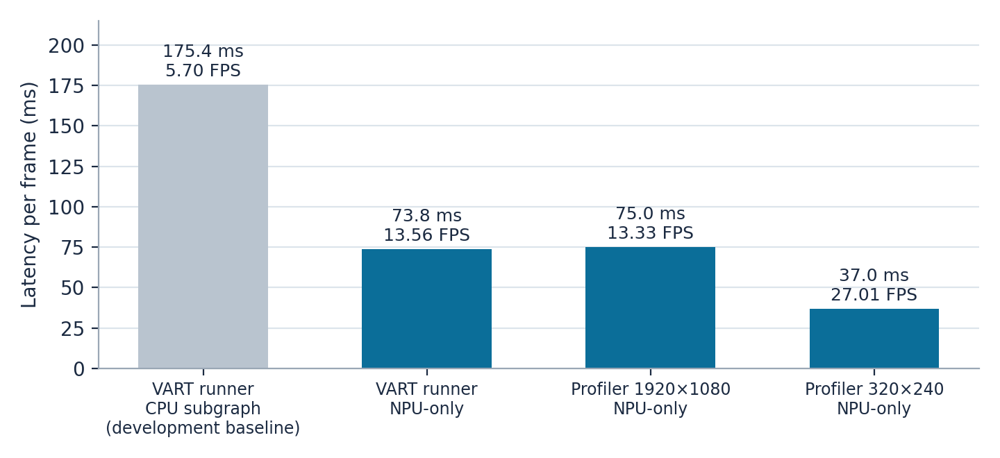 Latency per frame (ms)
200
175
150
125
100
75
50
25
0
175.4 ms
5.70 FPS
73.8 ms
13.56 FPS
75.0 ms
13.33 FPS
37.0 ms
27.01 FPS
VART runner
CPU subgraph
(development baseline)
VART runner
NPU-only
Profiler 1920×1080
NPU-only
Profiler 320×240
NPU-only